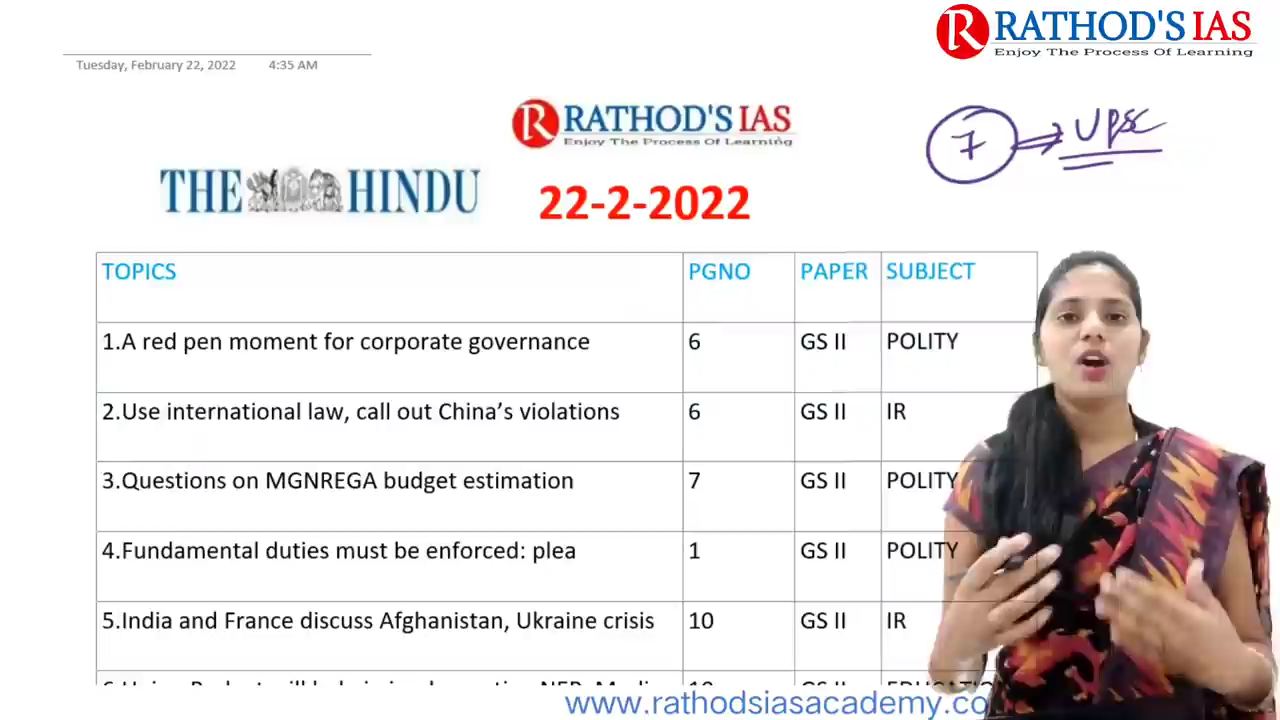 RATHOD'S IAS
Enjoy The Process Of Learning
Tuesday, February 22, 2022 4:35 AM
RATHOD'S IAS
Enjoy The Process Of Learning
7 ⇒ UPSC
THE HINDU 22-2-2022
TOPICS PGNO PAPER SUBJECT
1.A red pen moment for corporate governance 6 GS II POLITY
2.Use international law, call out China's violations 6 GS II IR
3.Questions on MGNREGA budget estimation 7 GS II POLITY
4.Fundamental duties must be enforced: plea 1 GS II POLITY
5.India and France discuss Afghanistan, Ukraine crisis 10 GS II IR
www.rathodsiasacademy.co